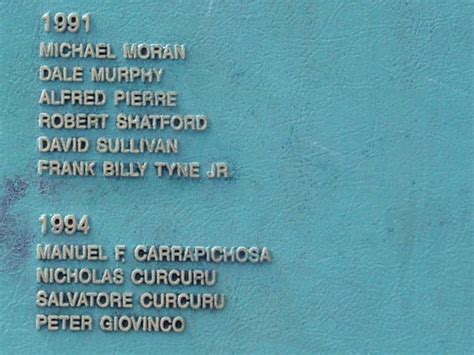 1991
MICHAEL MORAN
DALE MURPHY
ALFRED PIERRE
ROBERT SHATFORD
DAVID SULLIVAN
FRANK BILLY TYNE JR.
1994
MANUEL F. CARRAPICHOSA
NICHOLAS CURCURU
SALVATORE CURCURU
PETER GIOVINCO